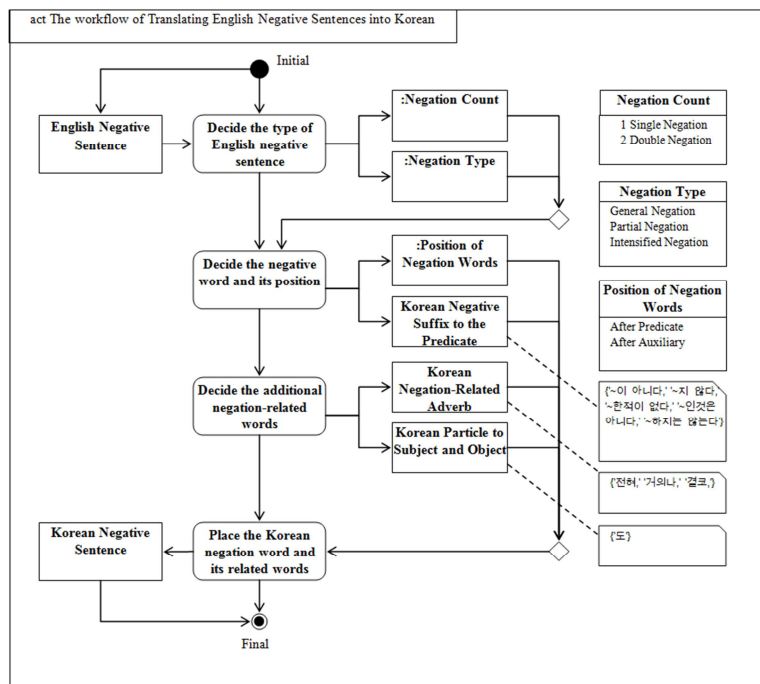 act The workflow of Translating English Negative Sentences into Korean
Initial
English Negative
Sentence
Decide the type of
English negative
sentence
:Negation Count
:Negation Type
Negation Count
1 Single Negation
2 Double Negation
Negation Type
General Negation
Partial Negation
Intensified Negation
Decide the negative
word and its position
:Position of
Negation Words
Korean Negative
Suffix to the
Predicate
Position of Negation
Words
After Predicate
After Auxiliary
Decide the additional
negation-related
words
Korean
Negation-Related
Adverb
Korean Particle to
Subject and Object
{'~이 아니다,' '~지 않다,'
'~한적이 없다,' '~인것은
아니다,' '~하지는 않는다'}
{'전혀,' '거의나,' '결코,'}
{'도'}
Korean Negative
Sentence
Place the Korean
negation word and
its related words
Final